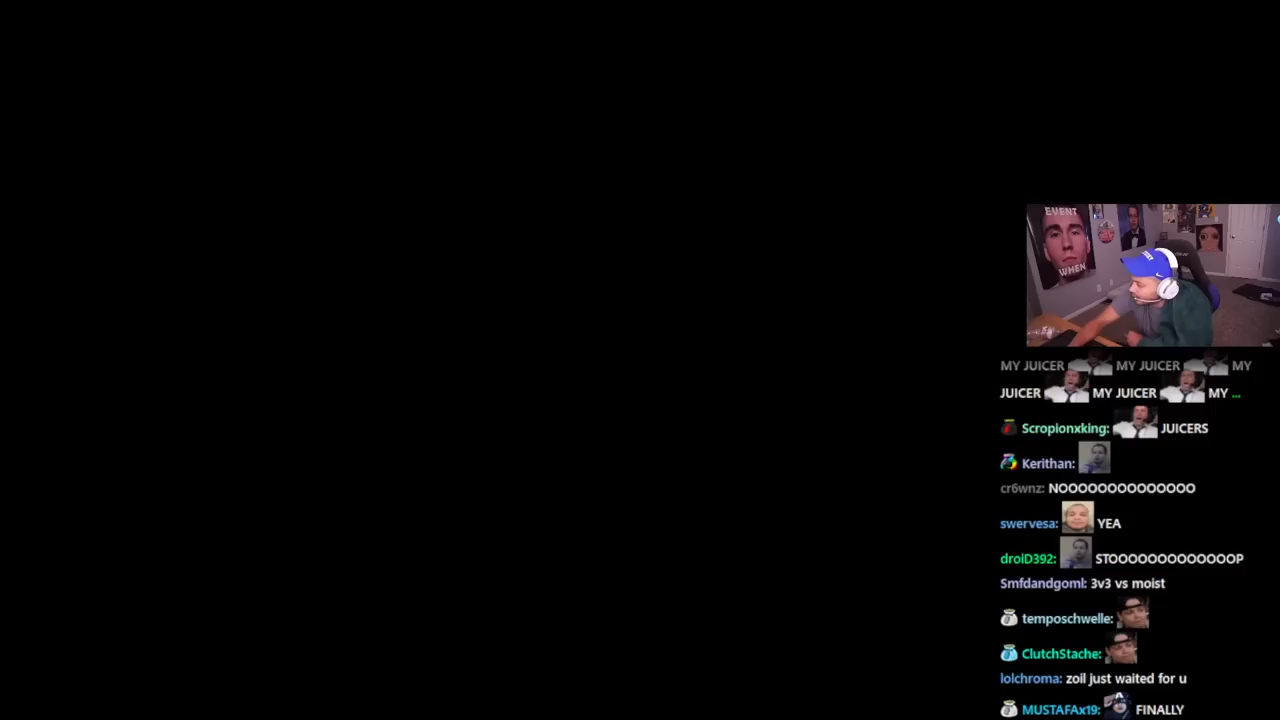 EVENT
WHEN
MY JUICER MY JUICER MY
JUICER MY JUICER MY ...
Scropionxking: JUICERS
Kerithan:
cr6wnz: NOOOOOOOOOOOOOO
swervesa: YEA
droiD392: STOOOOOOOOOOOOOP
Smfdandgoml: 3v3 vs moist
temposchwelle:
ClutchStache:
lolchroma: zoil just waited for u
MUSTAFAx19: FINALLY